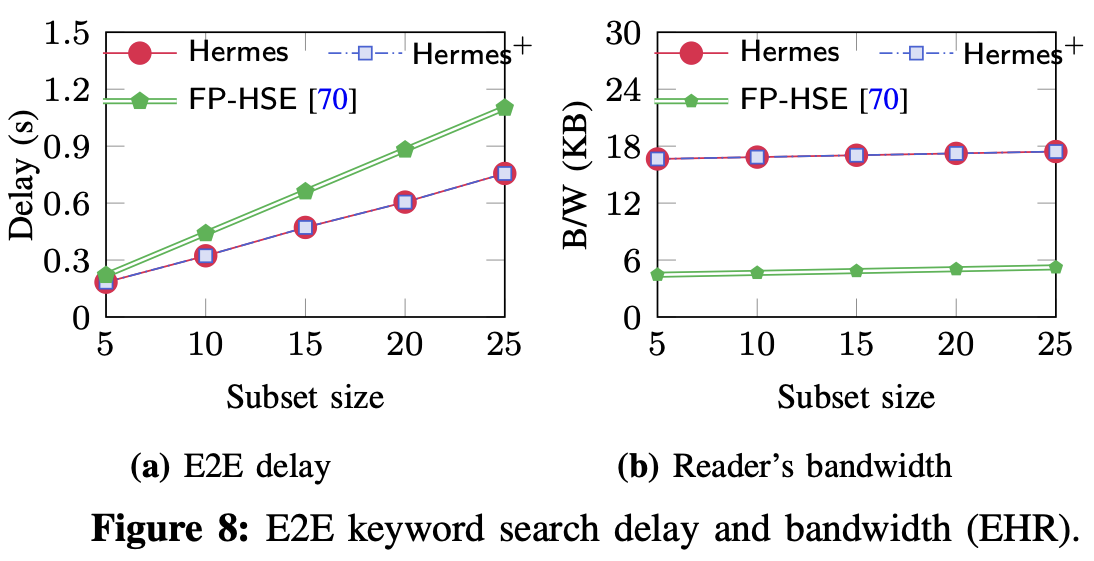 1.5
1.2
0.9
0.6
0.3
0
Delay (s)
Hermes
Hermes+
FP-HSE [70]
5 10 15 20 25
Subset size
(a) E2E delay
30
24
18
12
6
0
B/W (KB)
Hermes
Hermes+
FP-HSE [70]
5 10 15 20 25
Subset size
(b) Reader's bandwidth
Figure 8: E2E keyword search delay and bandwidth (EHR).